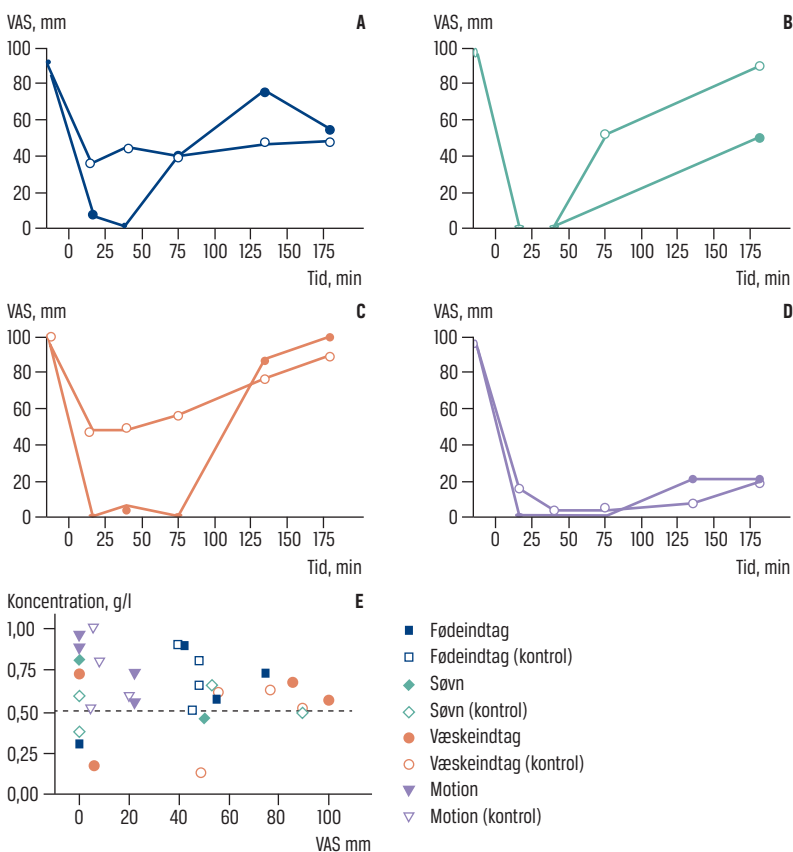 VAS, mm A
100
80
60
40
20
0
0 25 50 75 100 125 150 175
Tid, min
VAS, mm B
100
80
60
40
20
0
0 25 50 75 100 125 150 175
Tid, min
VAS, mm C
100
80
60
40
20
0
0 25 50 75 100 125 150 175
Tid, min
VAS, mm D
100
80
60
40
20
0
0 25 50 75 100 125 150 175
Tid, min
Koncentration, g/l E
1,00
0,75
0,50
0,25
0,00
0 20 40 60 80 100
VAS mm
Fødeindtag
Fødeindtag (kontrol)
Søvn
Søvn (kontrol)
Væskeindtag
Væskeindtag (kontrol)
Motion
Motion (kontrol)